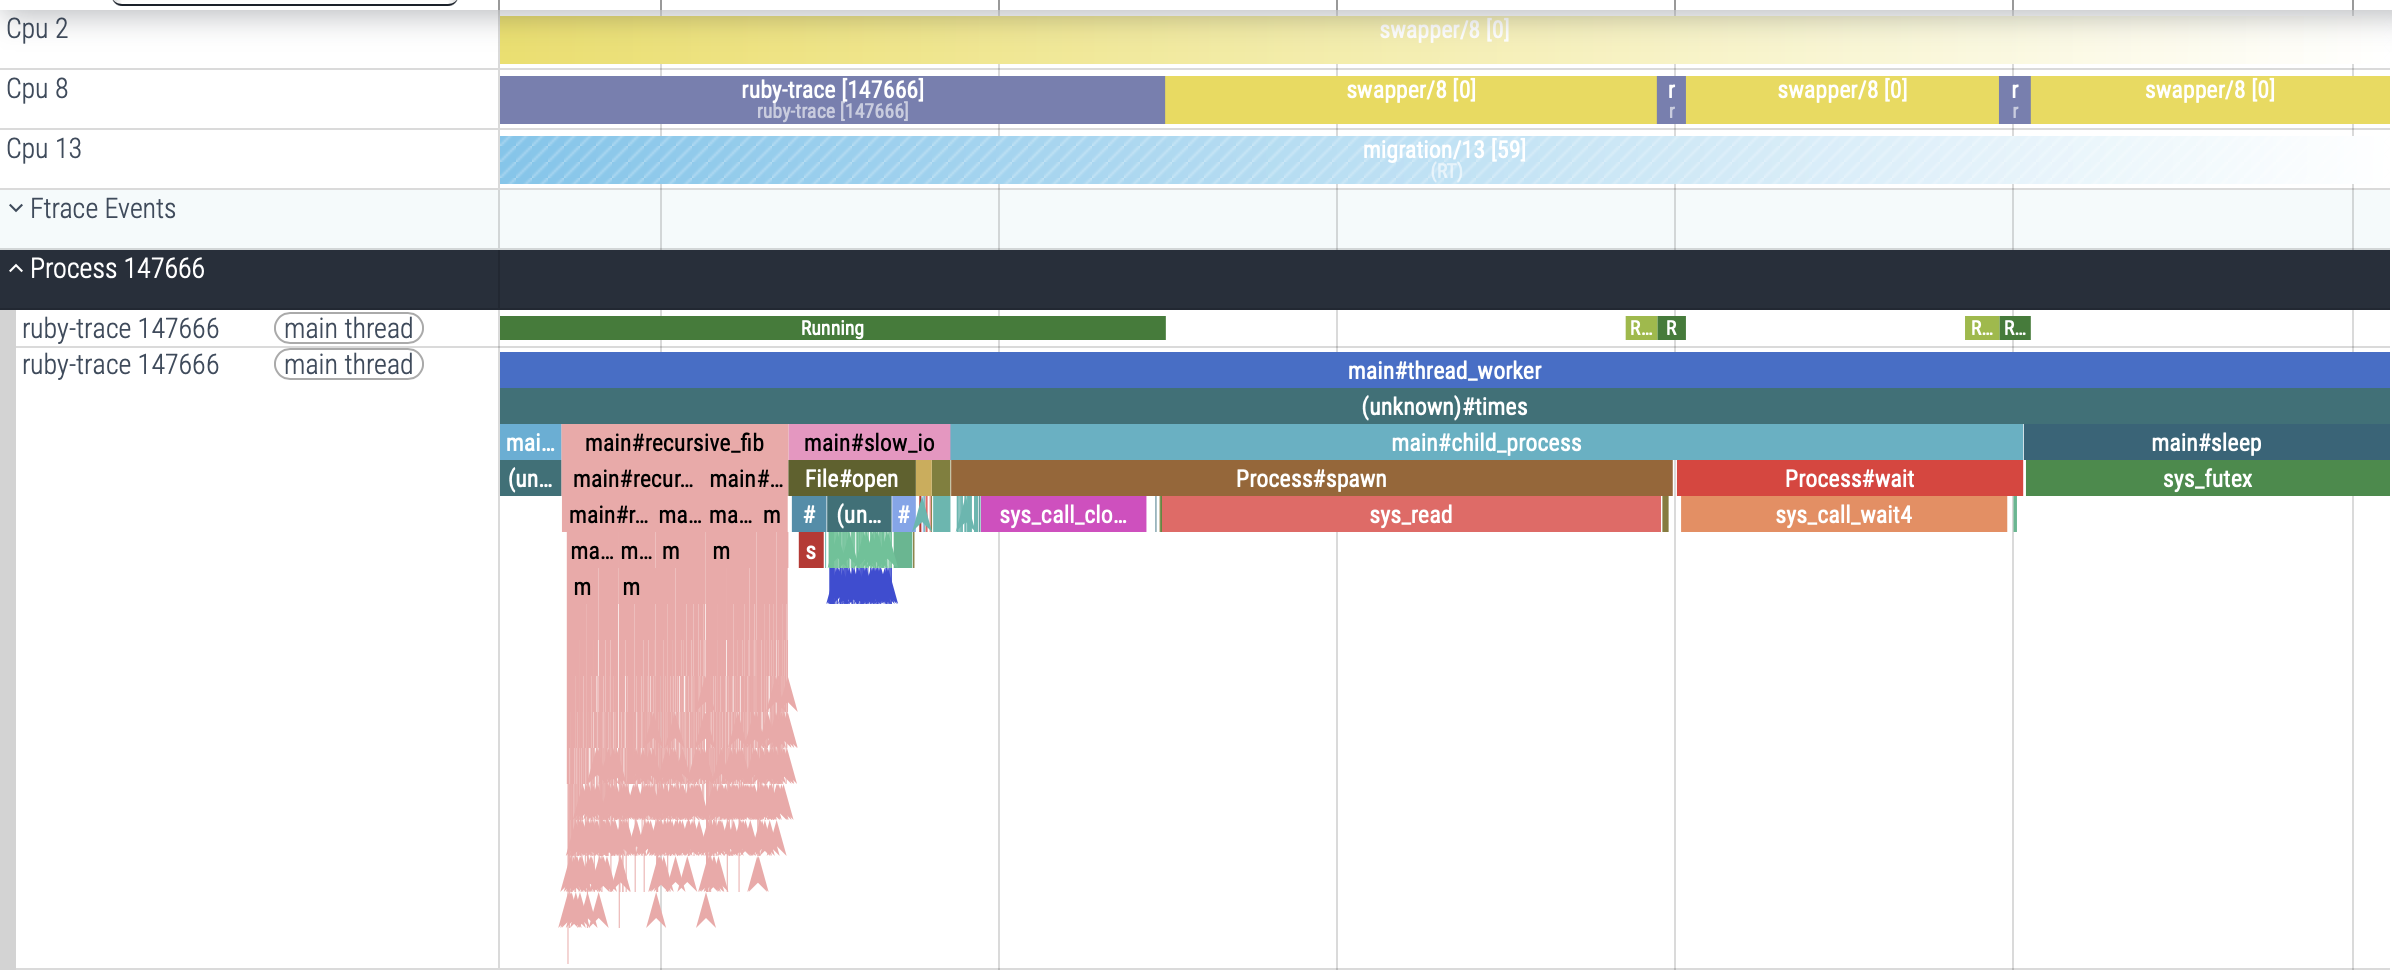 Cpu 2
swapper/8 [0]
Cpu 8
ruby-trace [147666]
ruby-trace [147666]
swapper/8 [0]
r
r
swapper/8 [0]
r
r
swapper/8 [0]
Cpu 13
migration/13 [59]
(RT)
Ftrace Events
Process 147666
ruby-trace 147666 main thread
Running
R... R
R... R...
ruby-trace 147666 main thread
main#thread_worker
(unknown)#times
mai... main#recursive_fib main#slow_io main#child_process main#sleep
(un... main#recur... main#... File#open Process#spawn Process#wait sys_futex
main#r... ma... ma... m # (un... # sys_call_clo... sys_read sys_call_wait4
ma... m... m m s
m m